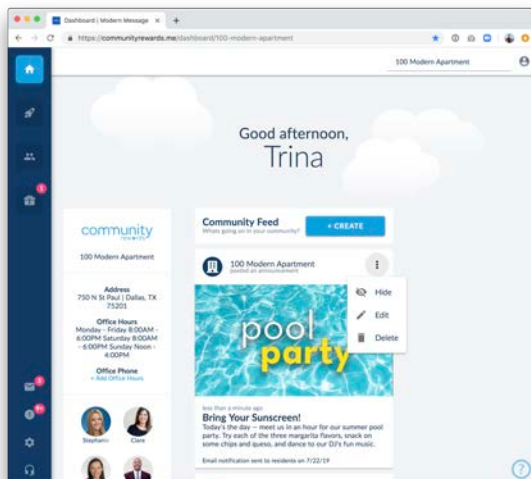 Dashboard | Modern Message
https://communityrewards.me/dashboard/100-modern-apartment
100 Modern Apartment
Good afternoon,
Trina
community
rewards
100 Modern Apartment
Address
750 N St Paul | Dallas, TX
75201
Office Hours
Monday - Friday 8:00AM -
6:00PM Saturday 8:00AM
- 6:00PM Sunday Noon -
4:00PM
Office Phone
+ Add Office Hours
Stephanie
Clare
Community Feed
Whats going on in your community?
+ CREATE
100 Modern Apartment
posted an announcement
Hide
Edit
Delete
pool
party
less than a minute ago
Bring Your Sunscreen!
Today's the day — meet us in an hour for our summer pool
party. Try each of the three margarita flavors, snack on
some chips and queso, and dance to our DJ's fun music.
Email notification sent to residents on 7/22/19